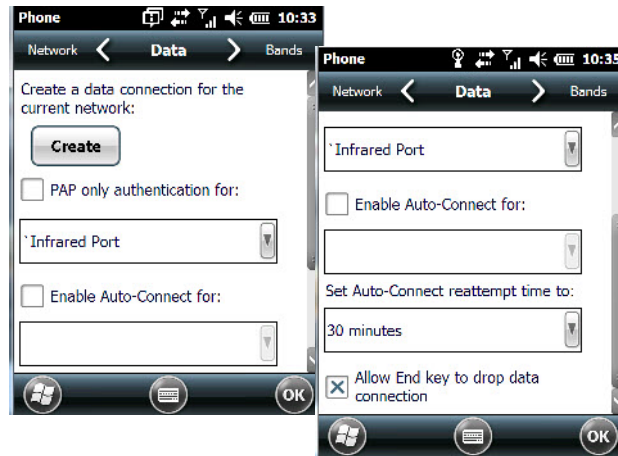 Phone 10:33
Network Data Bands
Create a data connection for the
current network:
Create
PAP only authentication for:
`Infrared Port
Enable Auto-Connect for:
OK
Phone 10:35
Network Data Bands
`Infrared Port
Enable Auto-Connect for:
Set Auto-Connect reattempt time to:
30 minutes
Allow End key to drop data
connection
OK